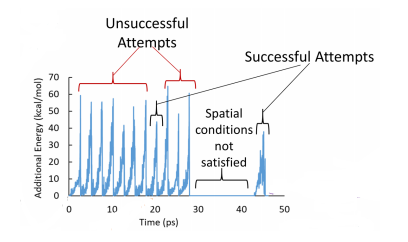 Unsuccessful
Attempts
Successful Attempts
Spatial
conditions
not
satisfied
Additional Energy (kcal/mol)
70
60
50
40
30
20
10
0
0
10
20
30
40
50
Time (ps)